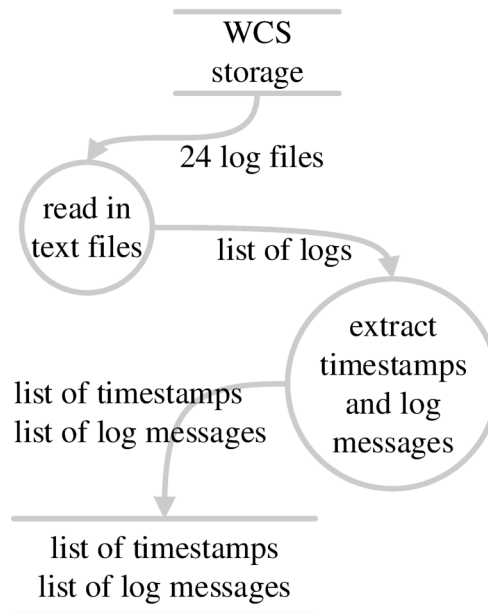 WCS
storage
24 log files
read in
text files
list of logs
extract
timestamps
and log
messages
list of timestamps
list of log messages
list of timestamps
list of log messages